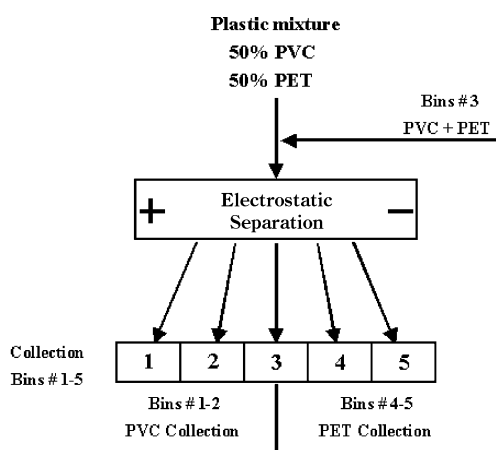 Plastic mixture
50% PVC
50% PET
Bins #3
PVC + PET
+ Electrostatic −
Separation
Collection
Bins #1-5
1 2 3 4 5
Bins #1-2
PVC Collection
Bins #4-5
PET Collection